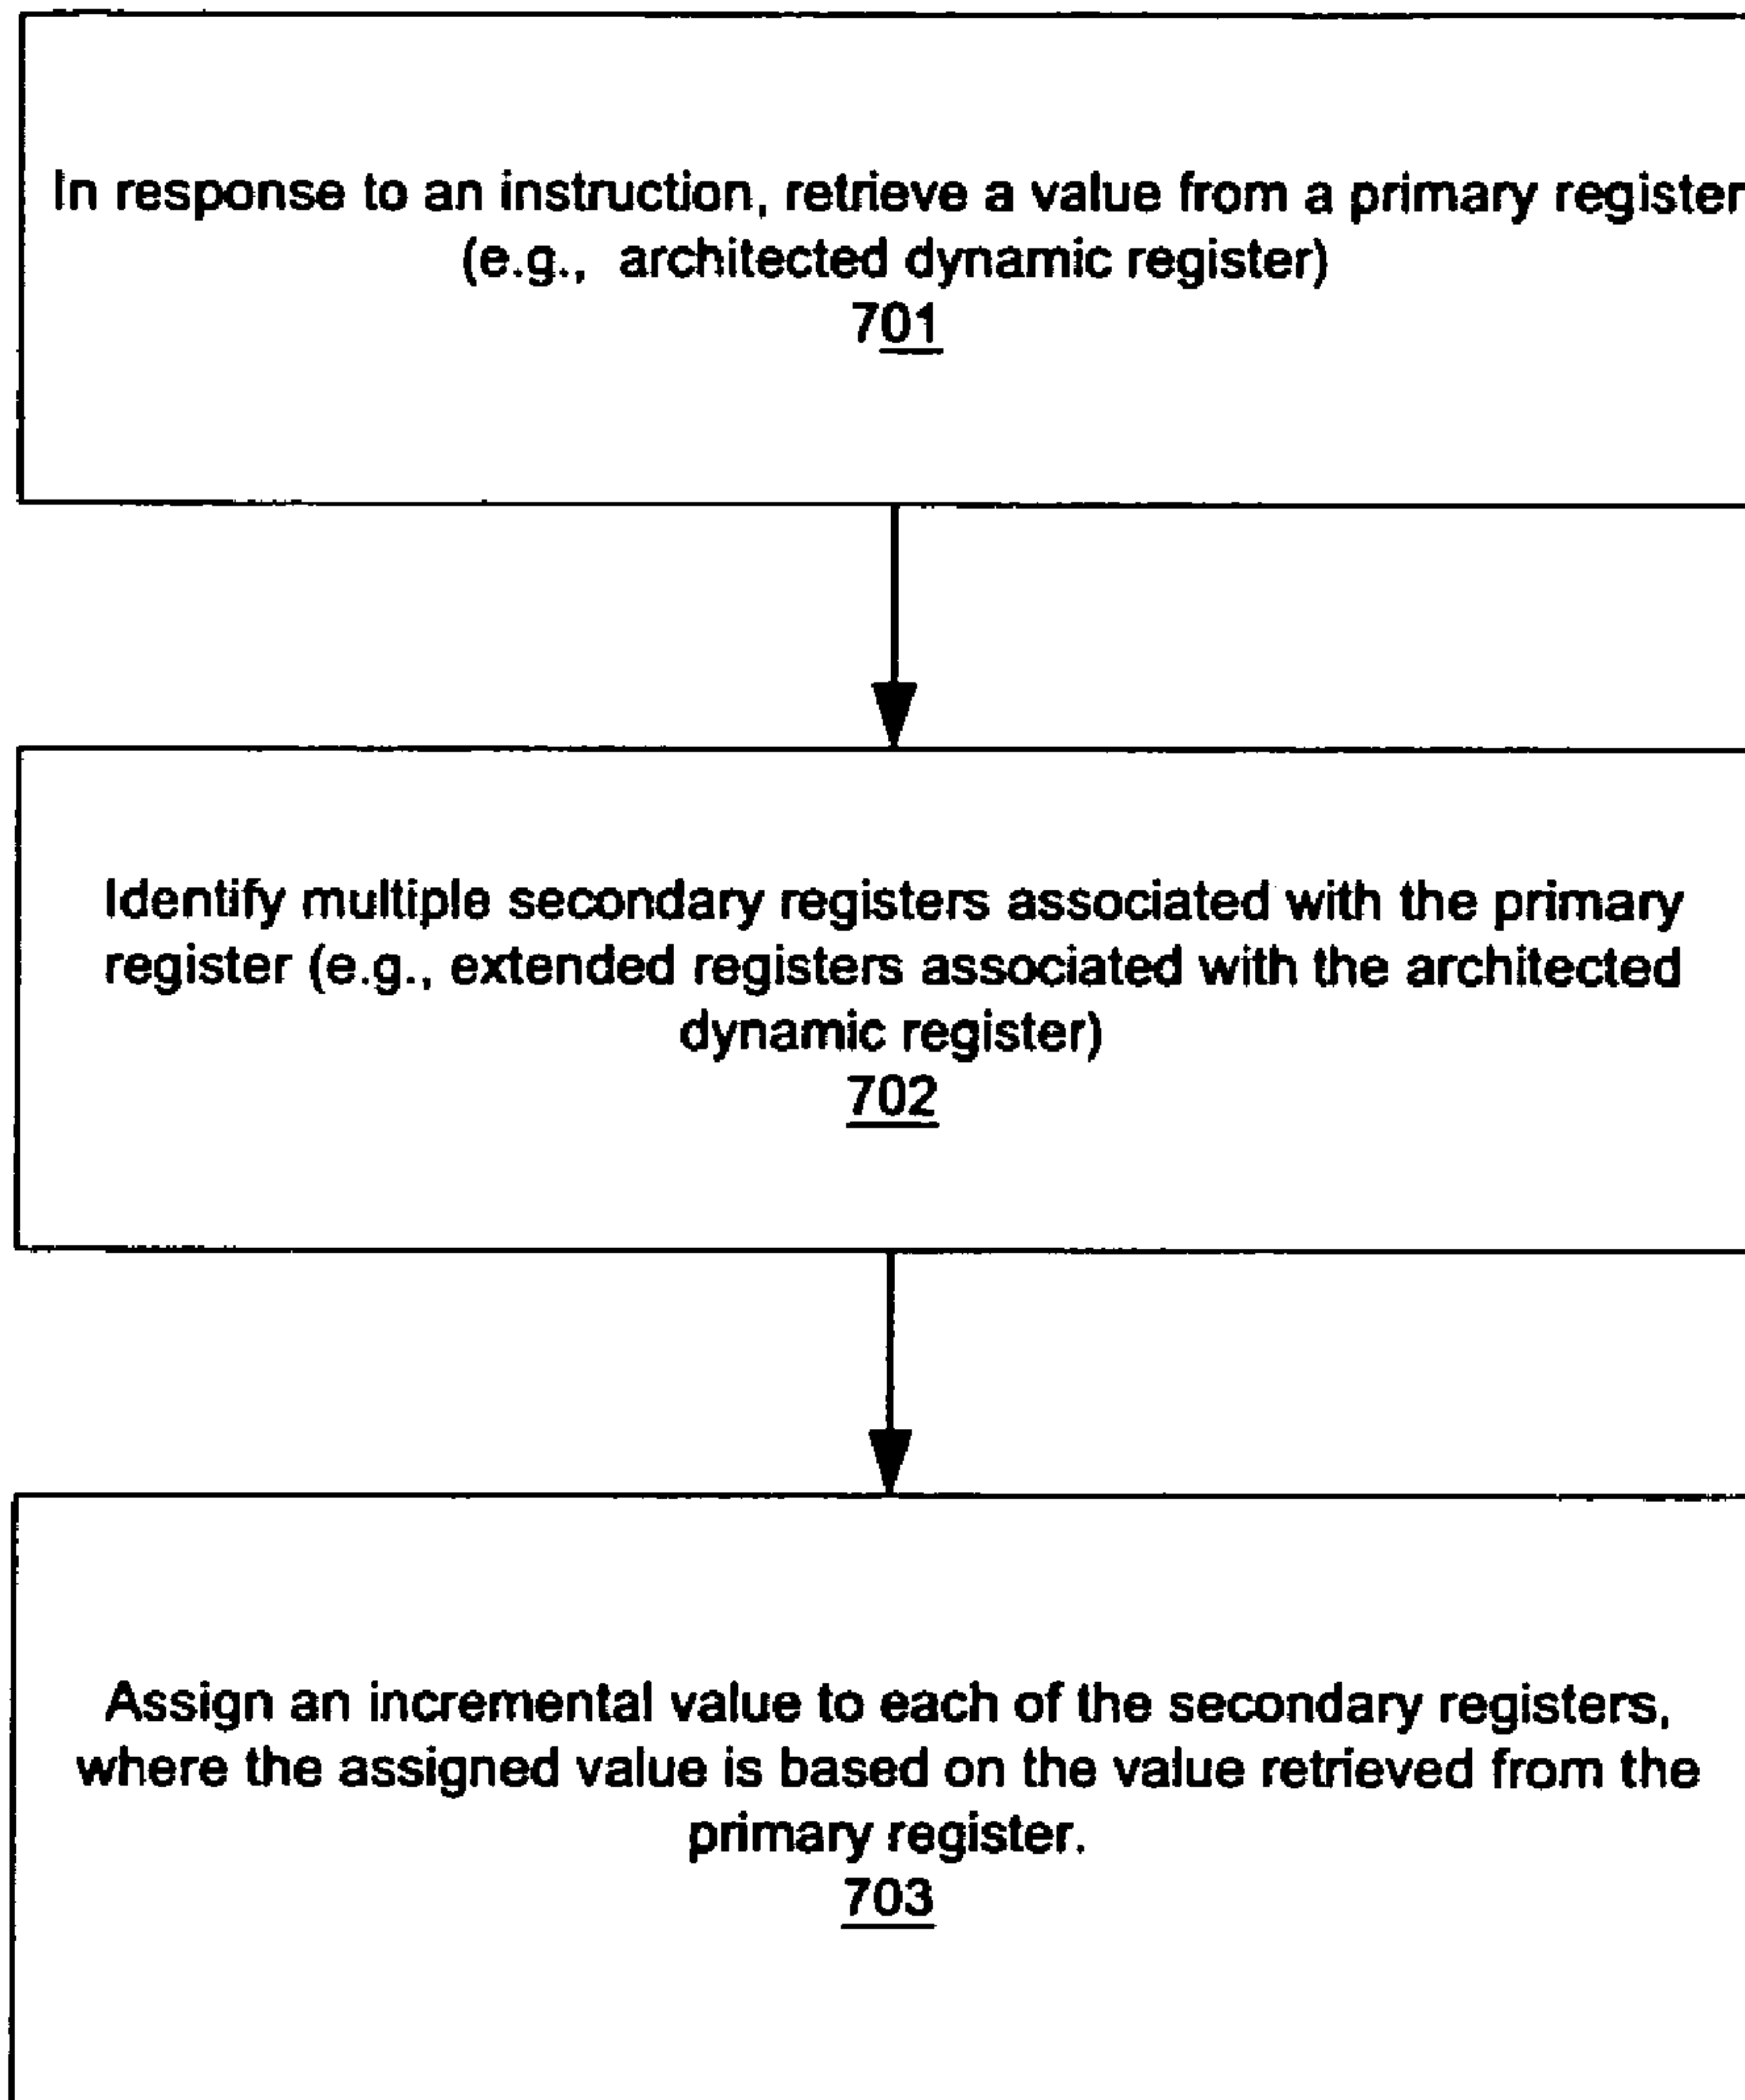 In response to an instruction, retrieve a value from a primary register
(e.g., architected dynamic register)
701
Identify multiple secondary registers associated with the primary
register (e.g., extended registers associated with the architected
dynamic register)
702
Assign an incremental value to each of the secondary registers,
where the assigned value is based on the value retrieved from the
primary register.
703